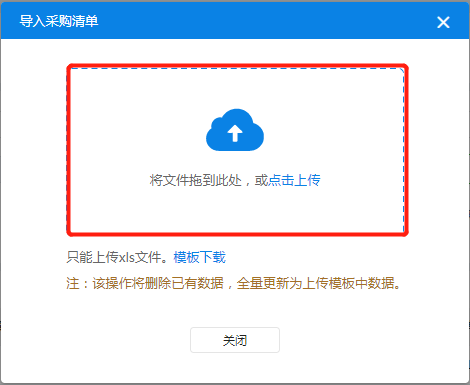 导入采购清单
将文件拖到此处，或点击上传
只能上传xls文件。模板下载
注：该操作将删除已有数据，全量更新为上传模板中数据。
关闭